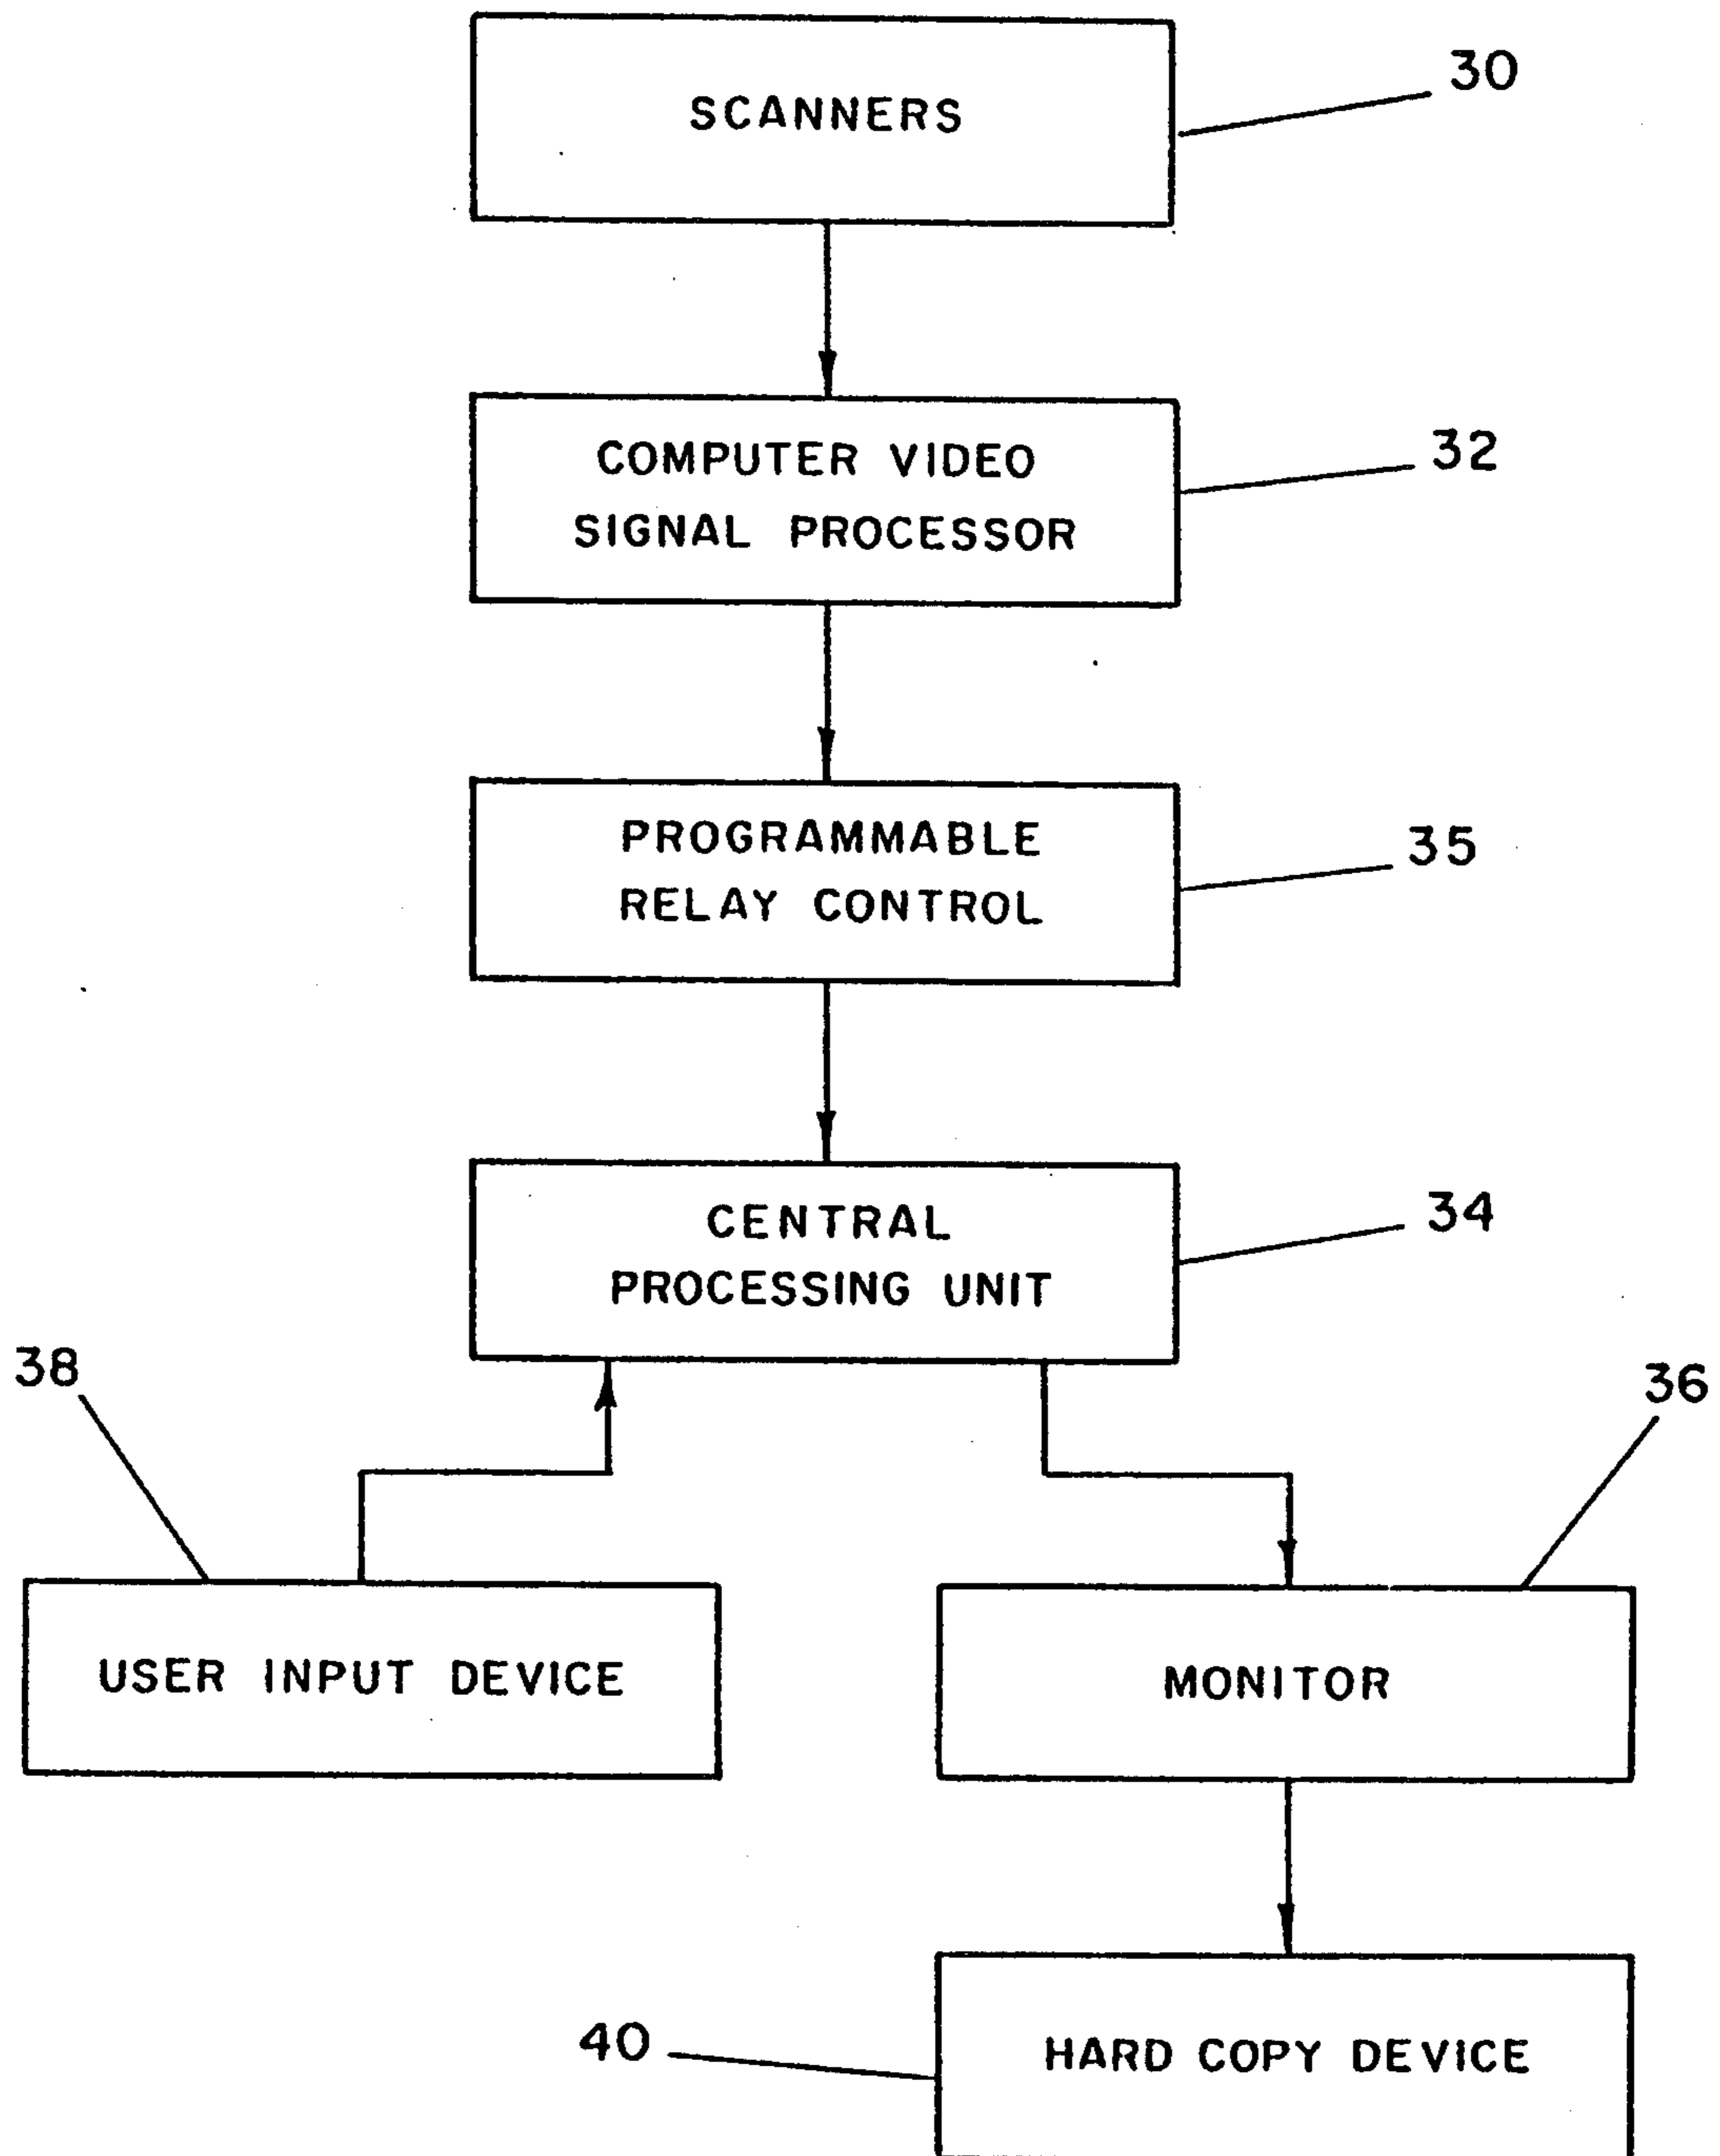 SCANNERS
30
COMPUTER VIDEO
SIGNAL PROCESSOR
32
PROGRAMMABLE
RELAY CONTROL
35
CENTRAL
PROCESSING UNIT
34
38
36
USER INPUT DEVICE
MONITOR
40
HARD COPY DEVICE